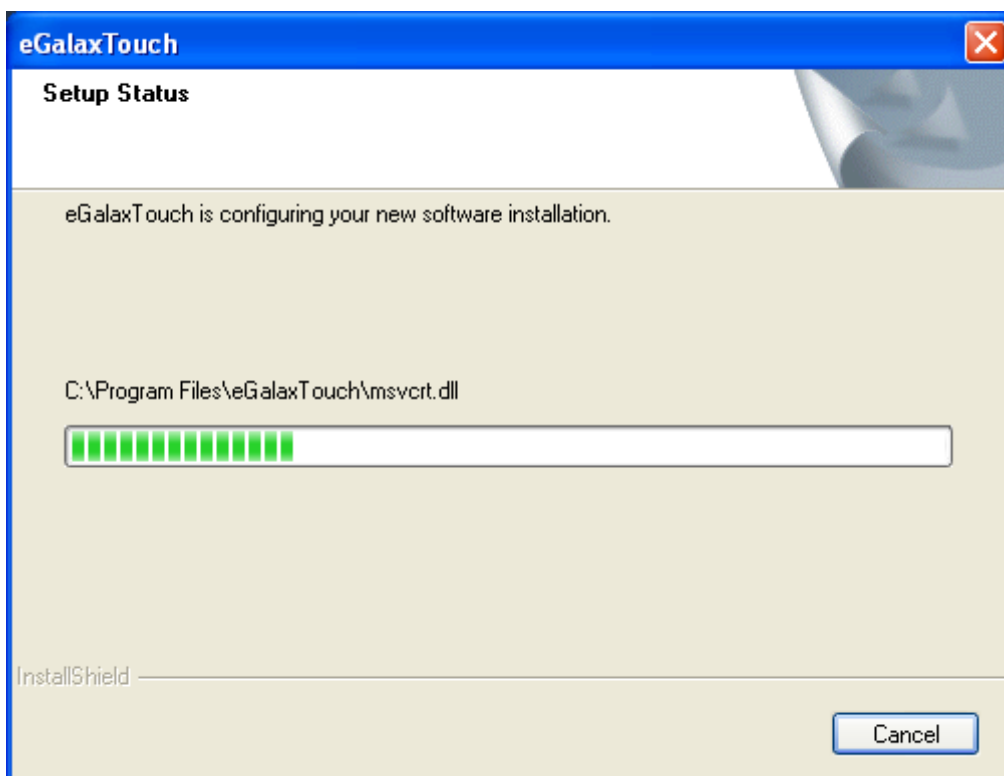 eGalaxTouch
Setup Status
eGalaxTouch is configuring your new software installation.
C:\Program Files\eGalaxTouch\msvcrt.dll
InstallShield
Cancel